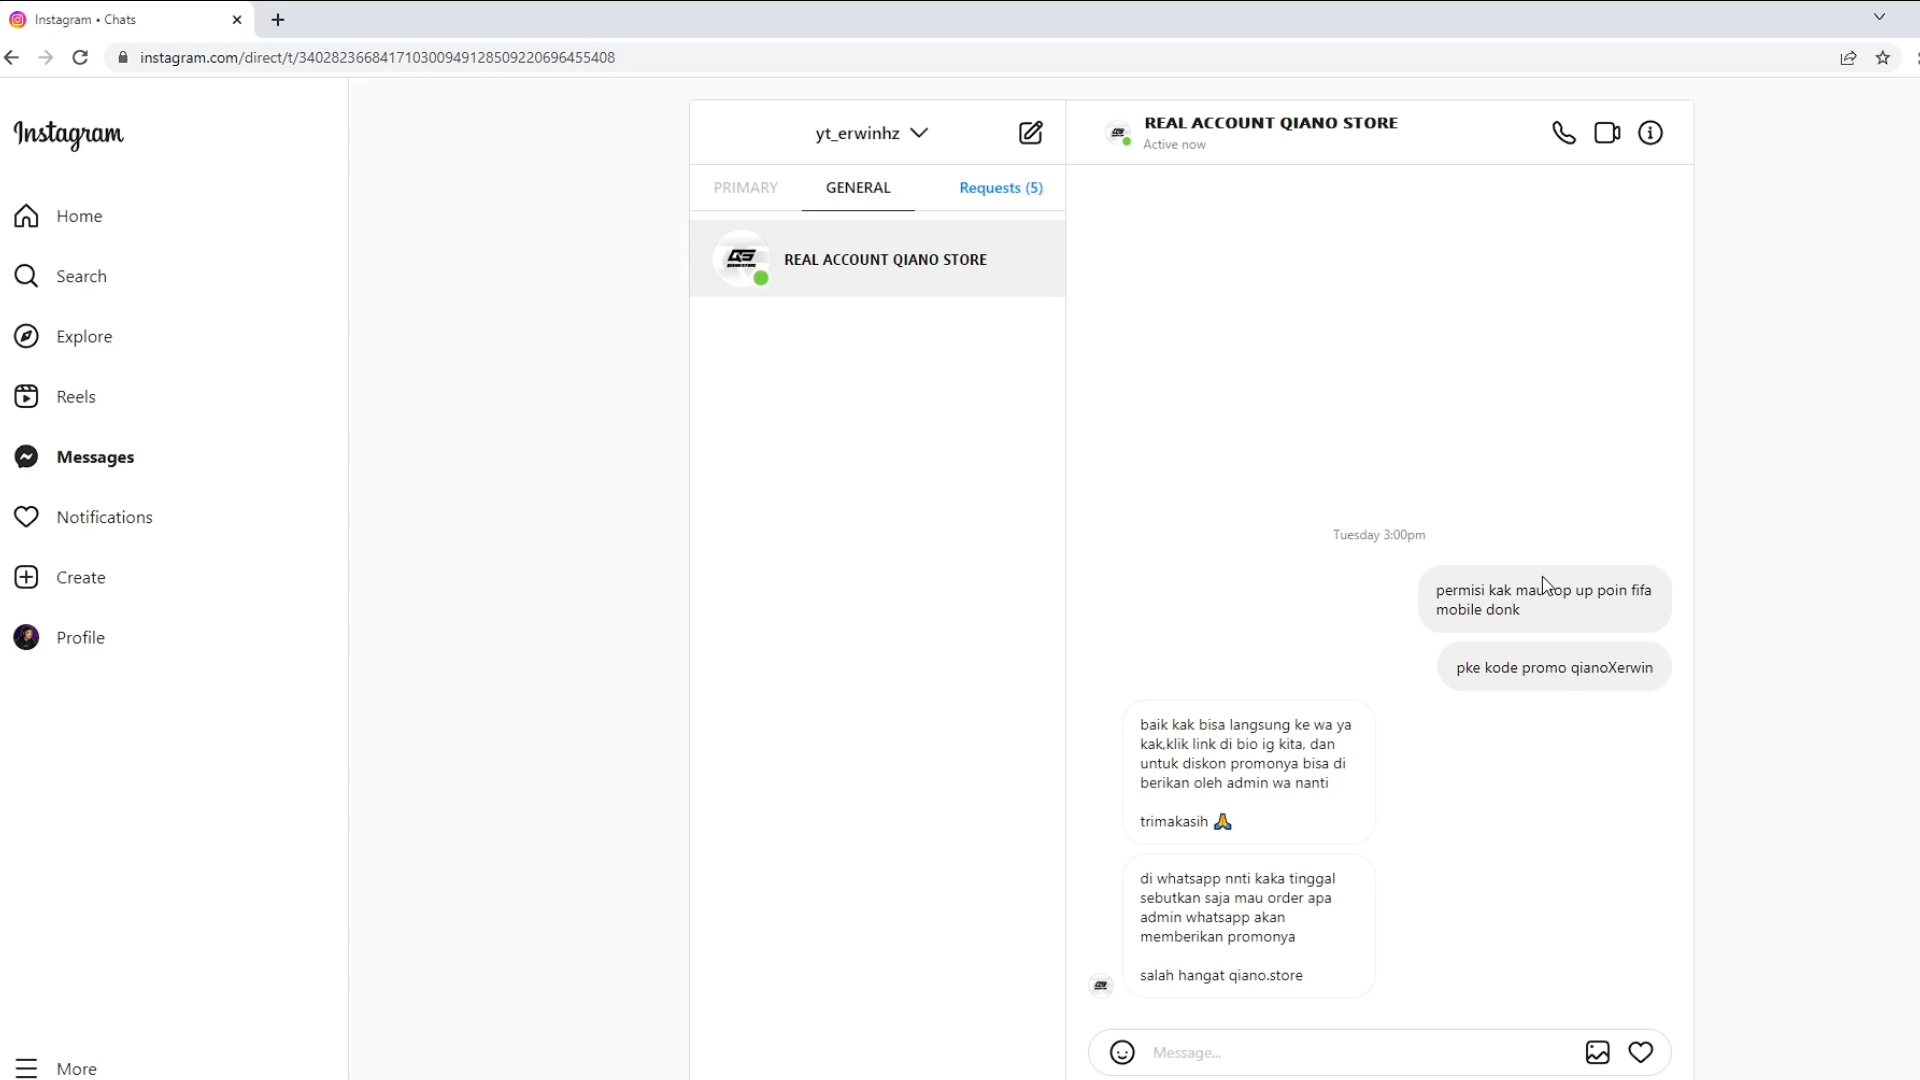 Instagram • Chats
instagram.com/direct/t/340282366841710300949128509220696455408
Instagram
Home
Search
Explore
Reels
Messages
Notifications
Create
Profile
More
yt_erwinhz
PRIMARY
GENERAL
Requests (5)
REAL ACCOUNT QIANO STORE
REAL ACCOUNT QIANO STORE
Active now
Tuesday 3:00pm
permisi kak mau top up poin fifa
mobile donk
pke kode promo qianoXerwin
baik kak bisa langsung ke wa ya
kak,klik link di bio ig kita, dan
untuk diskon promonya bisa di
berikan oleh admin wa nanti
trimakasih 🙏
di whatsapp nnti kaka tinggal
sebutkan saja mau order apa
admin whatsapp akan
memberikan promonya
salah hangat qiano.store
Message...